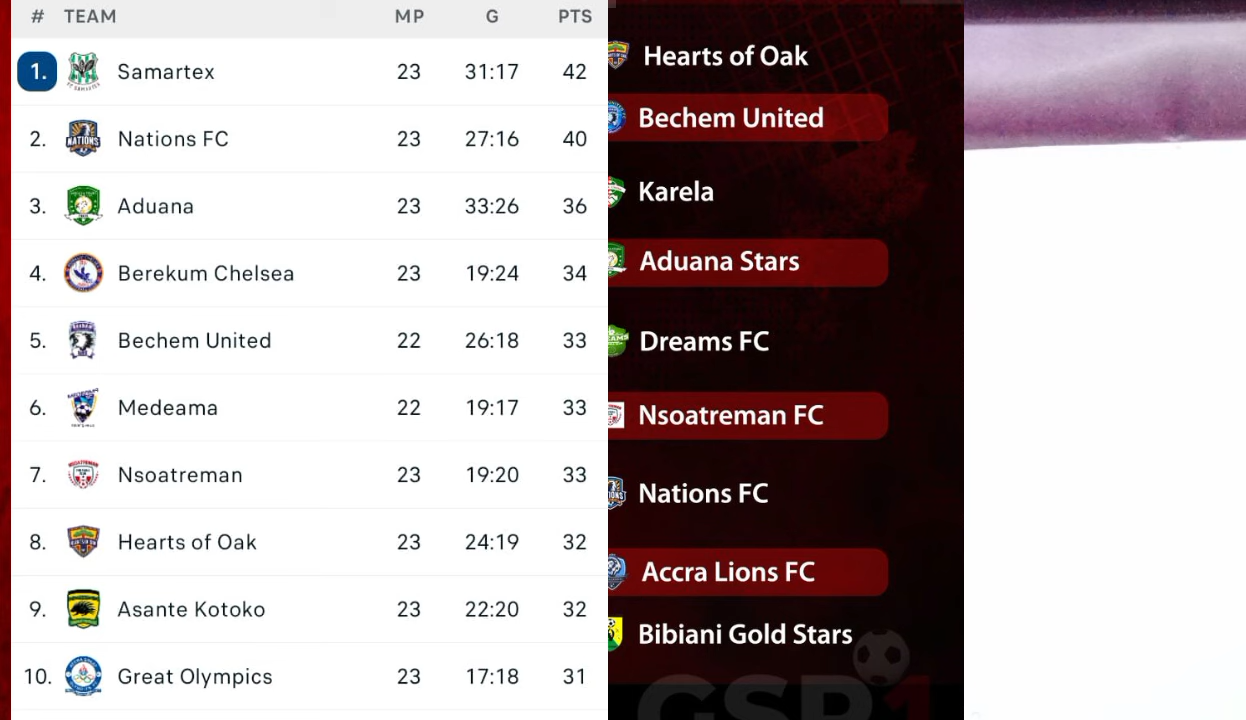 # TEAM MP G PTS
1. Samartex 23 31:17 42
2. Nations FC 23 27:16 40
3. Aduana 23 33:26 36
4. Berekum Chelsea 23 19:24 34
5. Bechem United 22 26:18 33
6. Medeama 22 19:17 33
7. Nsoatreman 23 19:20 33
8. Hearts of Oak 23 24:19 32
9. Asante Kotoko 23 22:20 32
10. Great Olympics 23 17:18 31
Hearts of Oak
Bechem United
Karela
Aduana Stars
Dreams FC
Nsoatreman FC
Nations FC
Accra Lions FC
Bibiani Gold Stars